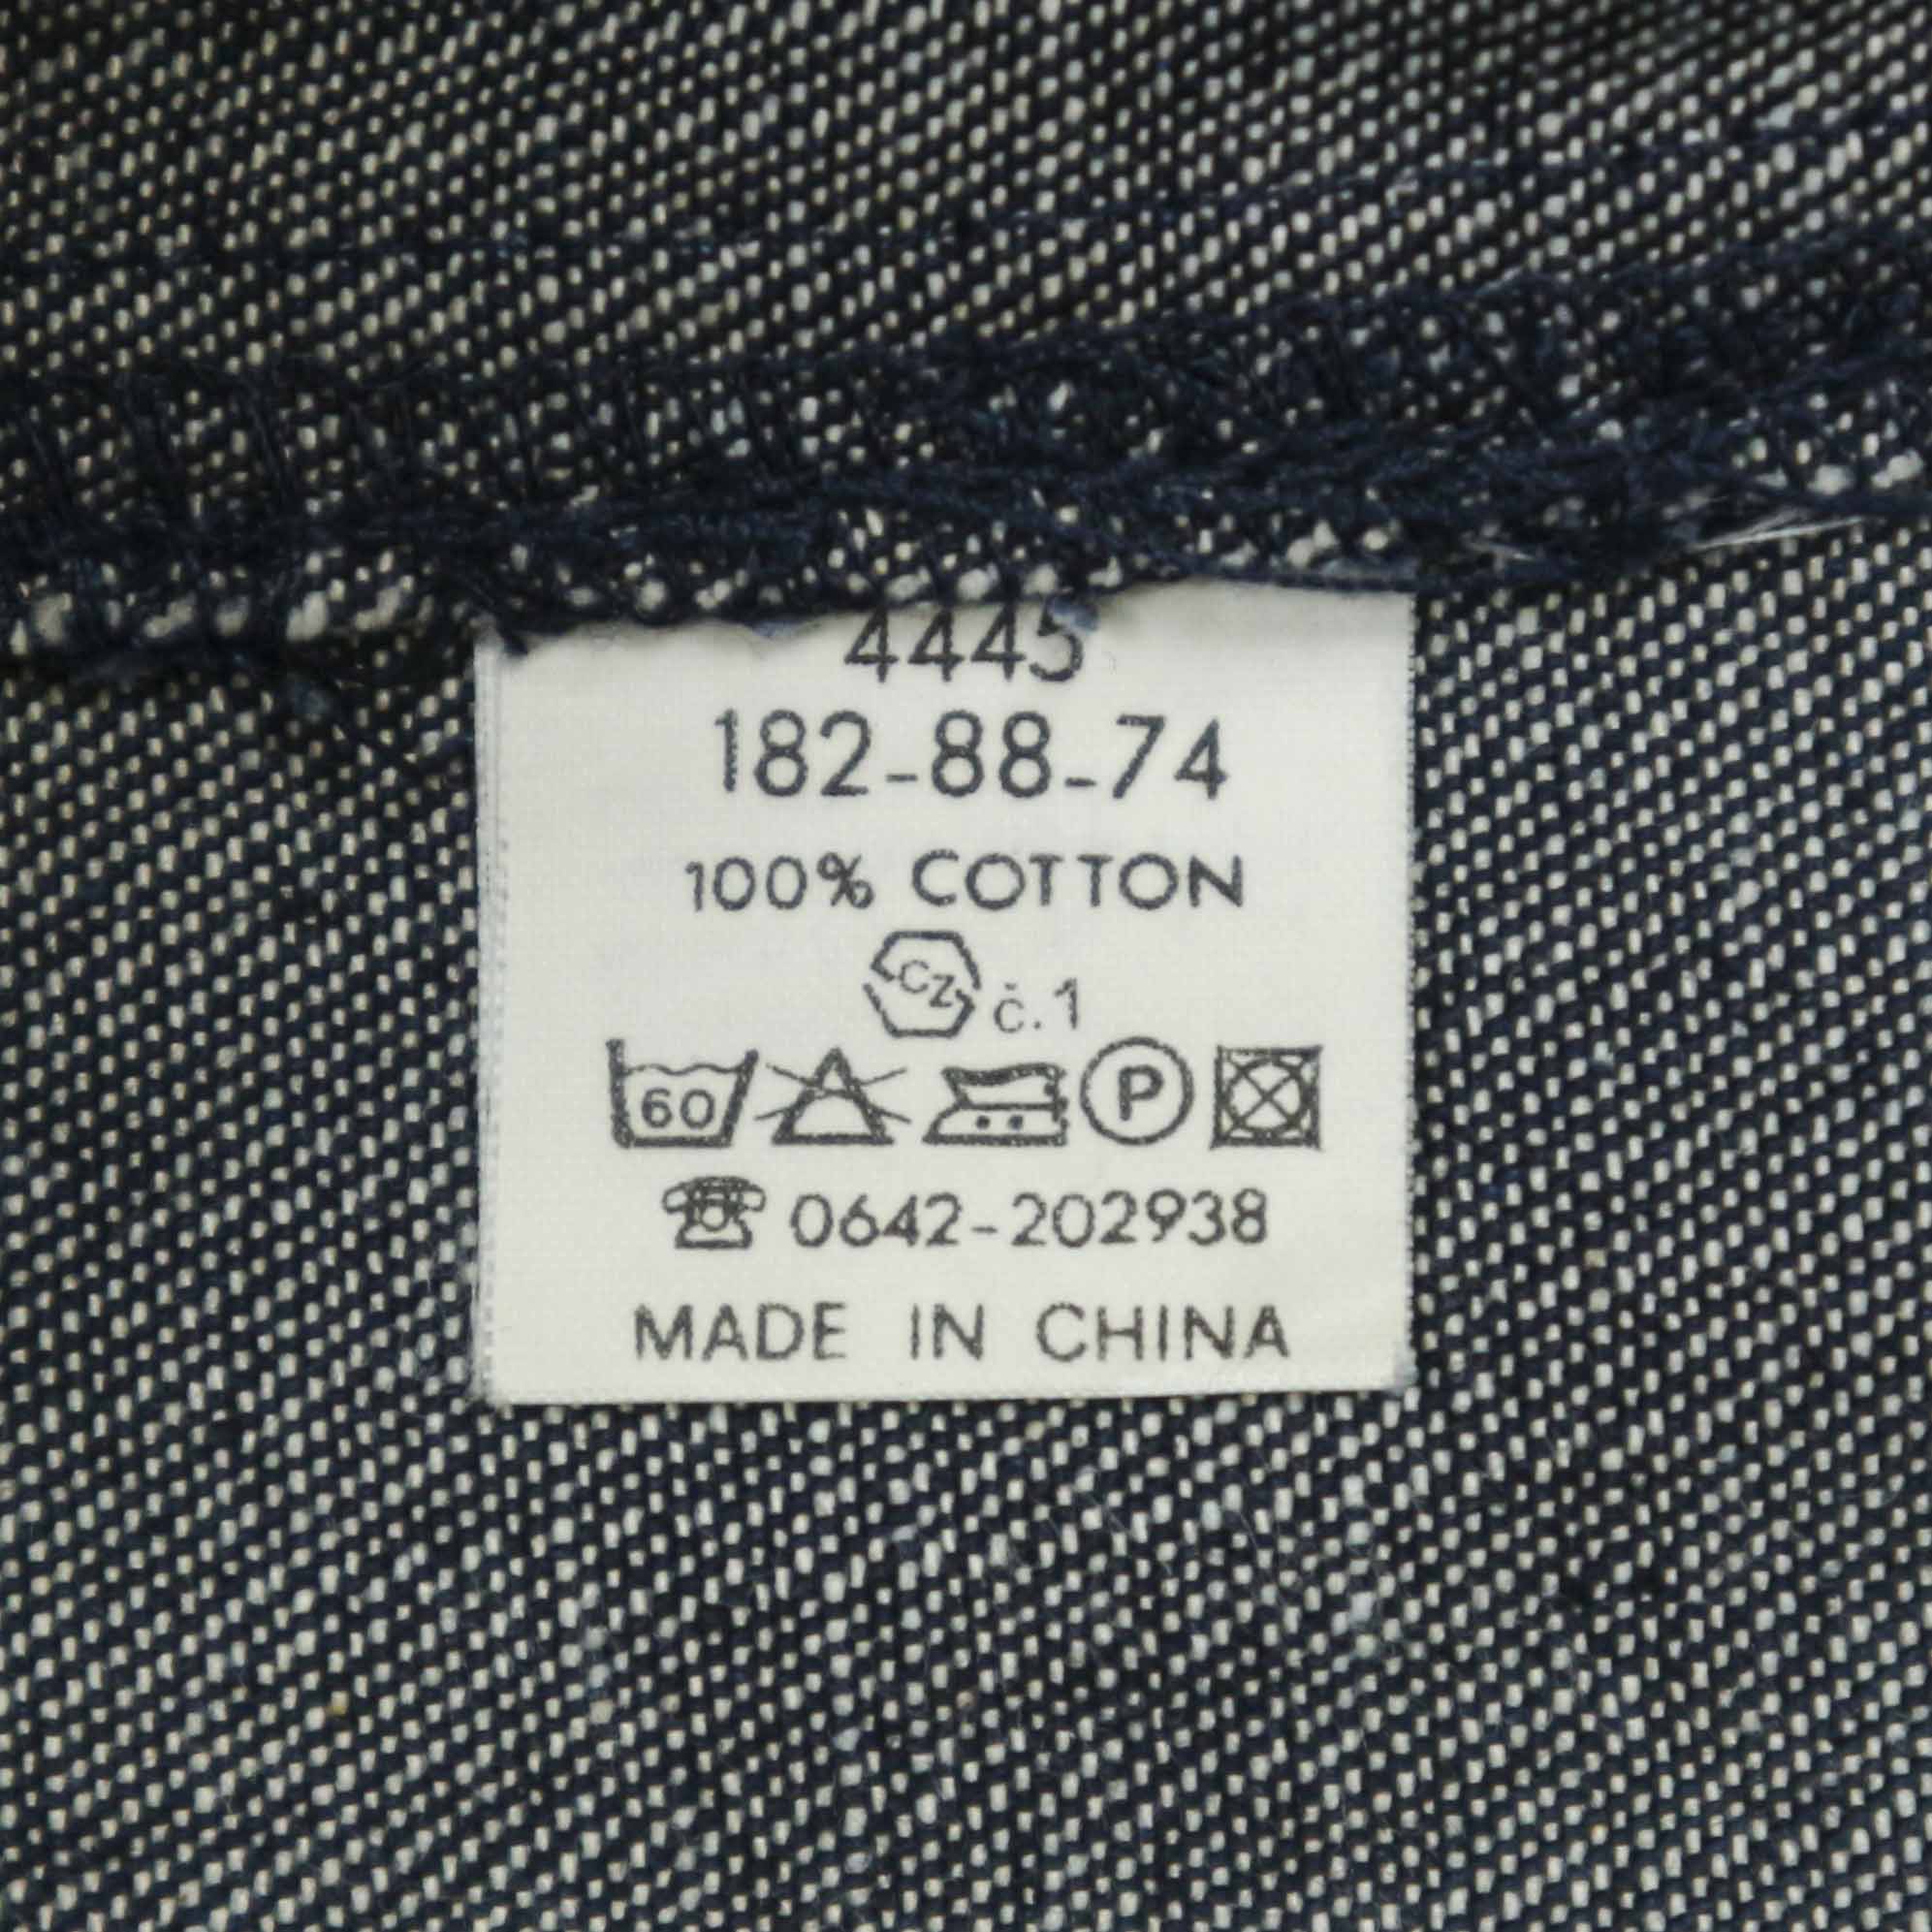 4445
182-88-74
100% COTTON
CZ č.1
60 P
0642-202938
MADE IN CHINA